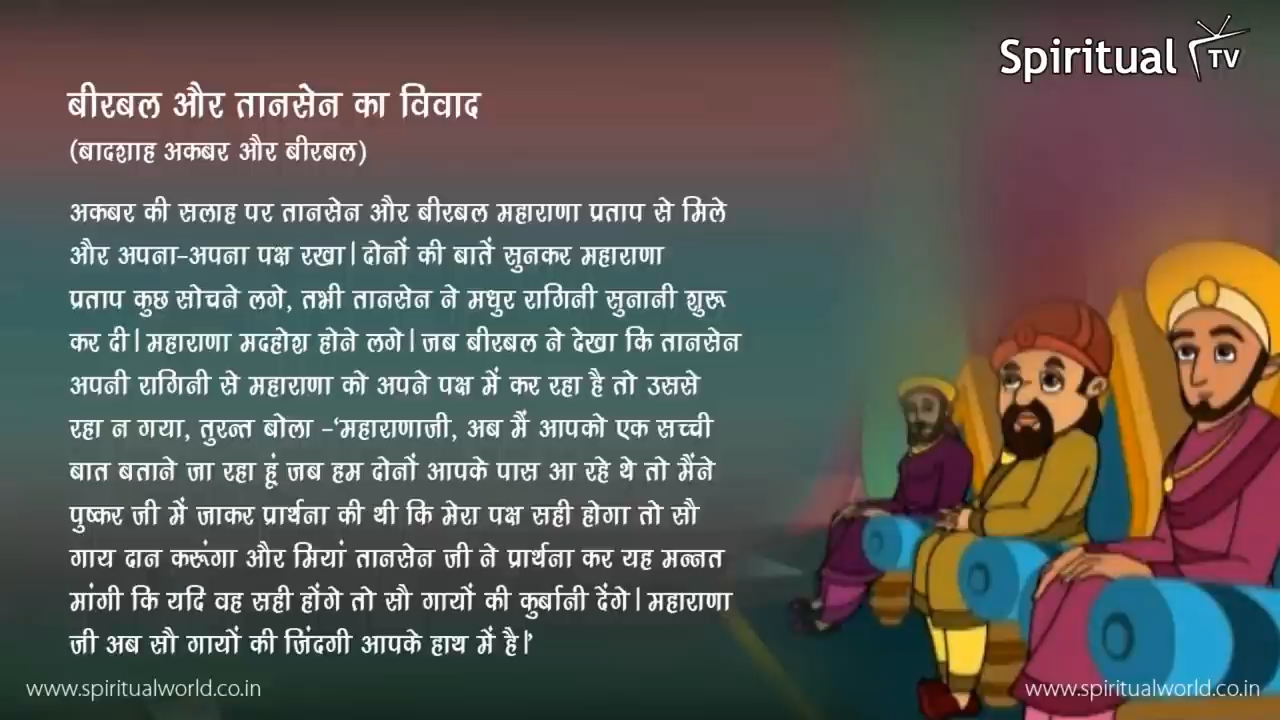 Spiritual TV
बीरबल और तानसेन का विवाद
(बादशाह अकबर और बीरबल)
अकबर की सलाह पर तानसेन और बीरबल महाराणा प्रताप से मिले
और अपना-अपना पक्ष रखा। दोनों की बातें सुनकर महाराणा
प्रताप कुछ सोचने लगे, तभी तानसेन ने मधुर रागिनी सुनानी शुरू
कर दी। महाराणा मदहोश होने लगे। जब बीरबल ने देखा कि तानसेन
अपनी रागिनी से महाराणा को अपने पक्ष में कर रहा है तो उससे
रहा न गया, तुरन्त बोला -‘महाराणाजी, अब मैं आपको एक सच्ची
बात बताने जा रहा हूं जब हम दोनों आपके पास आ रहे थे तो मैंने
पुष्कर जी में जाकर प्रार्थना की थी कि मेरा पक्ष सही होगा तो सौ
गाय दान करूंगा और मियां तानसेन जी ने प्रार्थना कर यह मन्नत
मांगी कि यदि वह सही होंगे तो सौ गायों की कुर्बानी देंगे। महाराणा
जी अब सौ गायों की जिंदगी आपके हाथ में है।’
www.spiritualworld.co.in
www.spiritualworld.co.in